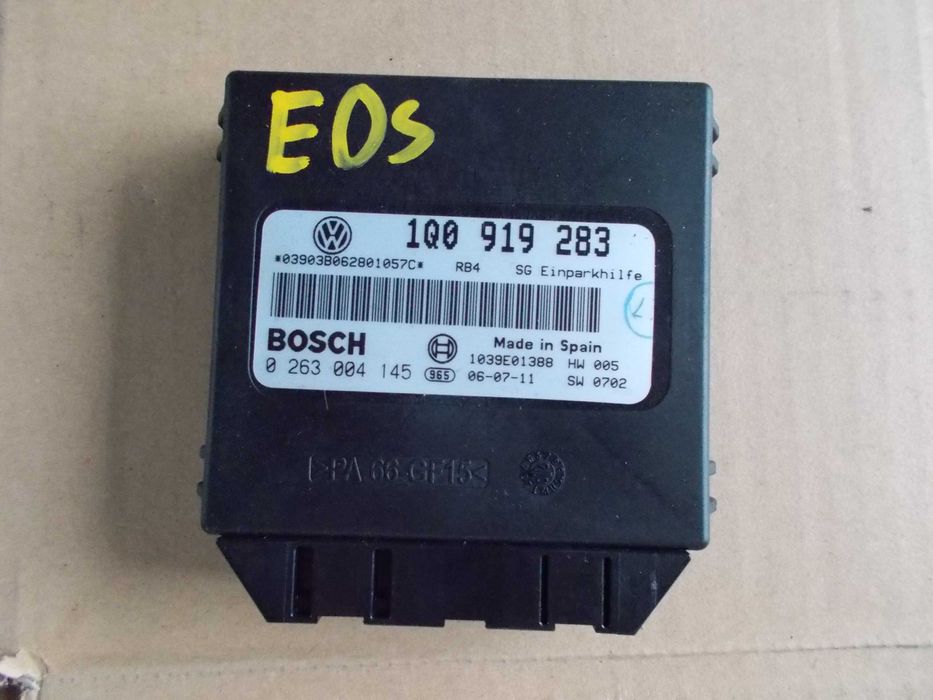 EOS
1Q0 919 283
*03903B062801057C* RB4 SG Einparkhilfe
BOSCH
Made in Spain
1039E01388 HW 005
0 263 004 145 965 06-07-11 SW 0702
>PA 66-GF15<